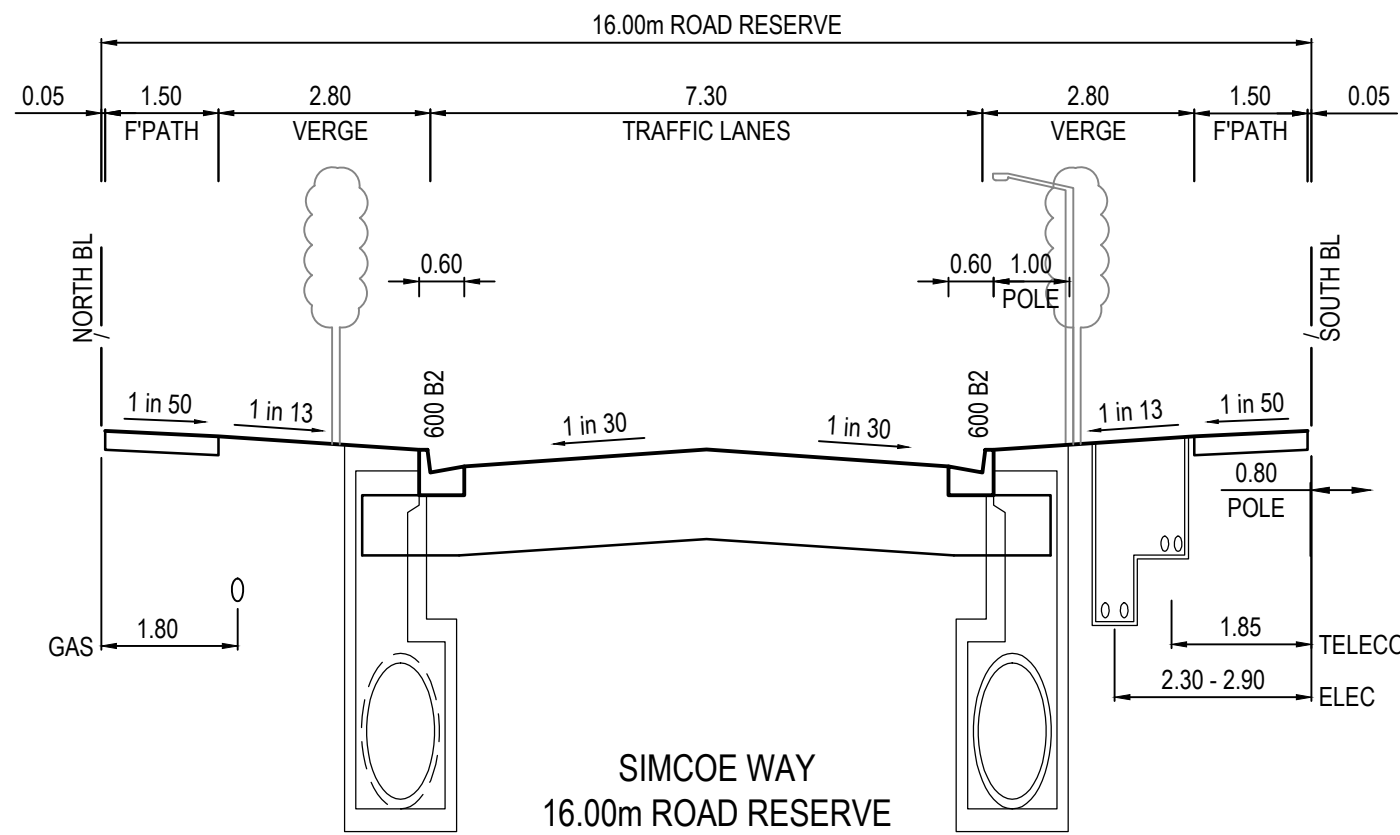 16.00m ROAD RESERVE
0.05 1.50 2.80 7.30 2.80 1.50 0.05
F'PATH VERGE TRAFFIC LANES VERGE F'PATH
NORTH BL
SOUTH BL
0.60 0.60 1.00
POLE
600 B2
600 B2
1 in 50 1 in 13 1 in 30 1 in 30 1 in 13 1 in 50
0.80
POLE
GAS 1.80
1.85 TELECO
2.30 - 2.90 ELEC
SIMCOE WAY
16.00m ROAD RESERVE